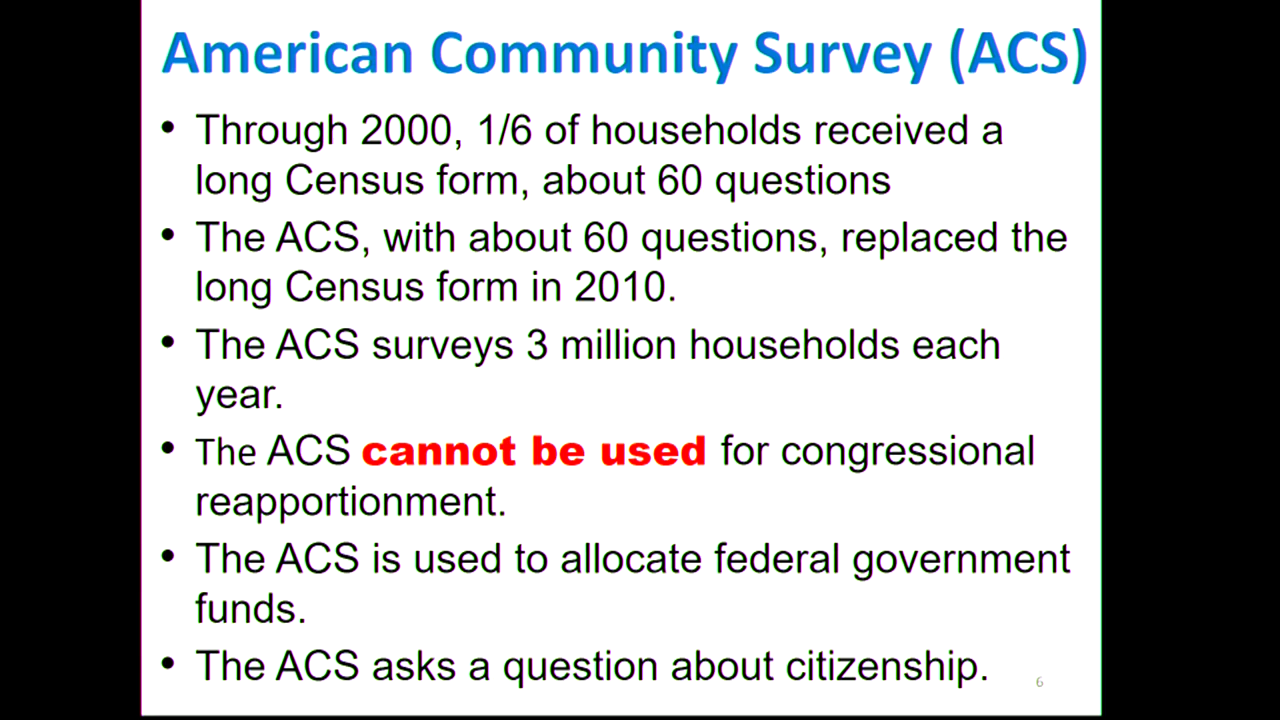 American Community Survey (ACS)
• Through 2000, 1/6 of households received a
long Census form, about 60 questions
• The ACS, with about 60 questions, replaced the
long Census form in 2010.
• The ACS surveys 3 million households each
year.
• The ACS cannot be used for congressional
reapportionment.
• The ACS is used to allocate federal government
funds.
• The ACS asks a question about citizenship.
6